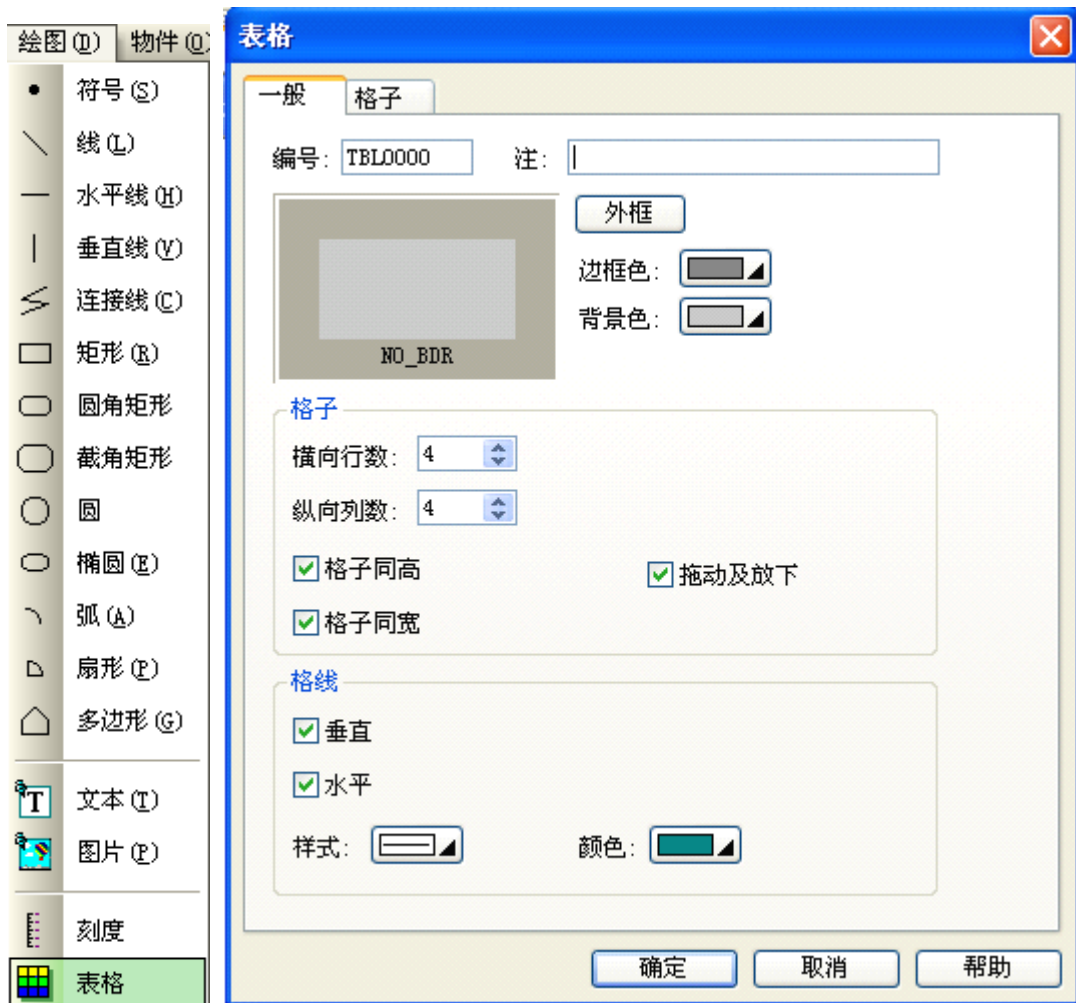 绘图(D) 物件(O)
符号(S)
线(L)
水平线(H)
垂直线(V)
连接线(C)
矩形(R)
圆角矩形
截角矩形
圆
椭圆(E)
弧(A)
扇形(P)
多边形(G)
文本(T)
图片(P)
刻度
表格
表格
一般 格子
编号: TBL0000 注:
外框
边框色:
背景色:
NO_BDR
格子
横向行数: 4
纵向列数: 4
格子同高 拖动及放下
格子同宽
格线
垂直
水平
样式: 颜色:
确定 取消 帮助